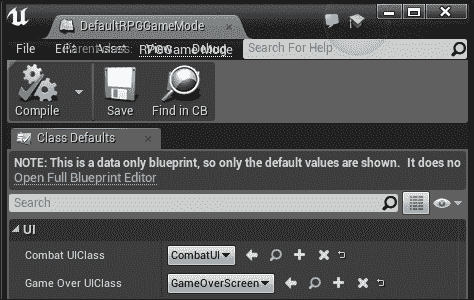 DefaultRPGGameMode
File Edit Asset View Debug
Parent class: RPGGameMode
Search For Help
Compile Save Find in CB
Class Defaults
NOTE: This is a data only blueprint, so only the default values are shown. It does no
Open Full Blueprint Editor
Search
UI
Combat UIClass CombatUI
Game Over UIClass GameOverScreen